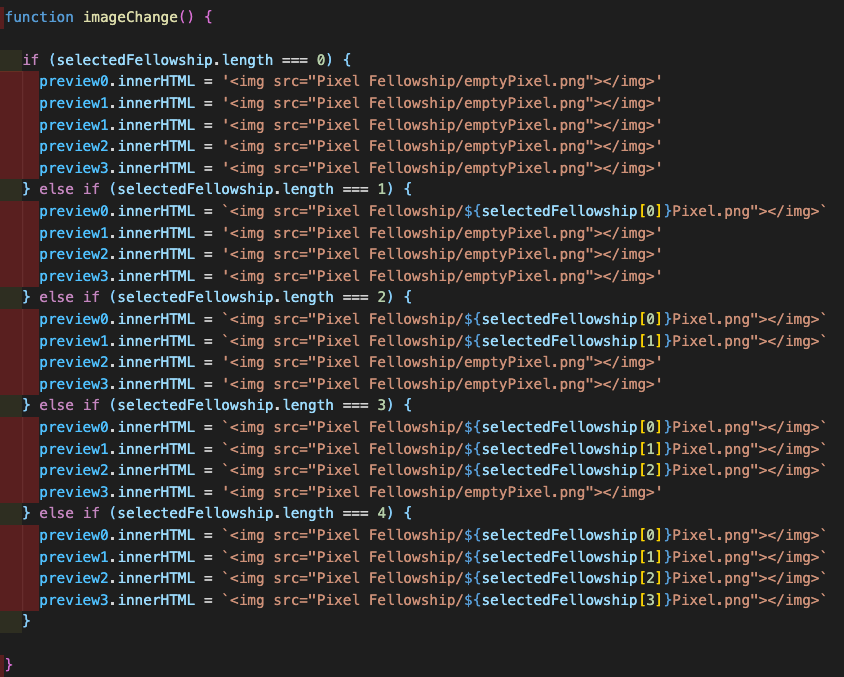 function imageChange() {
if (selectedFellowship.length === 0) {
preview0.innerHTML = '<img src="Pixel Fellowship/emptyPixel.png"></img>'
preview1.innerHTML = '<img src="Pixel Fellowship/emptyPixel.png"></img>'
preview1.innerHTML = '<img src="Pixel Fellowship/emptyPixel.png"></img>'
preview2.innerHTML = '<img src="Pixel Fellowship/emptyPixel.png"></img>'
preview3.innerHTML = '<img src="Pixel Fellowship/emptyPixel.png"></img>'
} else if (selectedFellowship.length === 1) {
preview0.innerHTML = `<img src="Pixel Fellowship/${selectedFellowship[0]}Pixel.png"></img>`
preview1.innerHTML = '<img src="Pixel Fellowship/emptyPixel.png"></img>'
preview2.innerHTML = '<img src="Pixel Fellowship/emptyPixel.png"></img>'
preview3.innerHTML = '<img src="Pixel Fellowship/emptyPixel.png"></img>'
} else if (selectedFellowship.length === 2) {
preview0.innerHTML = `<img src="Pixel Fellowship/${selectedFellowship[0]}Pixel.png"></img>`
preview1.innerHTML = `<img src="Pixel Fellowship/${selectedFellowship[1]}Pixel.png"></img>`
preview2.innerHTML = '<img src="Pixel Fellowship/emptyPixel.png"></img>'
preview3.innerHTML = '<img src="Pixel Fellowship/emptyPixel.png"></img>'
} else if (selectedFellowship.length === 3) {
preview0.innerHTML = `<img src="Pixel Fellowship/${selectedFellowship[0]}Pixel.png"></img>`
preview1.innerHTML = `<img src="Pixel Fellowship/${selectedFellowship[1]}Pixel.png"></img>`
preview2.innerHTML = `<img src="Pixel Fellowship/${selectedFellowship[2]}Pixel.png"></img>`
preview3.innerHTML = '<img src="Pixel Fellowship/emptyPixel.png"></img>'
} else if (selectedFellowship.length === 4) {
preview0.innerHTML = `<img src="Pixel Fellowship/${selectedFellowship[0]}Pixel.png"></img>`
preview1.innerHTML = `<img src="Pixel Fellowship/${selectedFellowship[1]}Pixel.png"></img>`
preview2.innerHTML = `<img src="Pixel Fellowship/${selectedFellowship[2]}Pixel.png"></img>`
preview3.innerHTML = `<img src="Pixel Fellowship/${selectedFellowship[3]}Pixel.png"></img>`
}
}